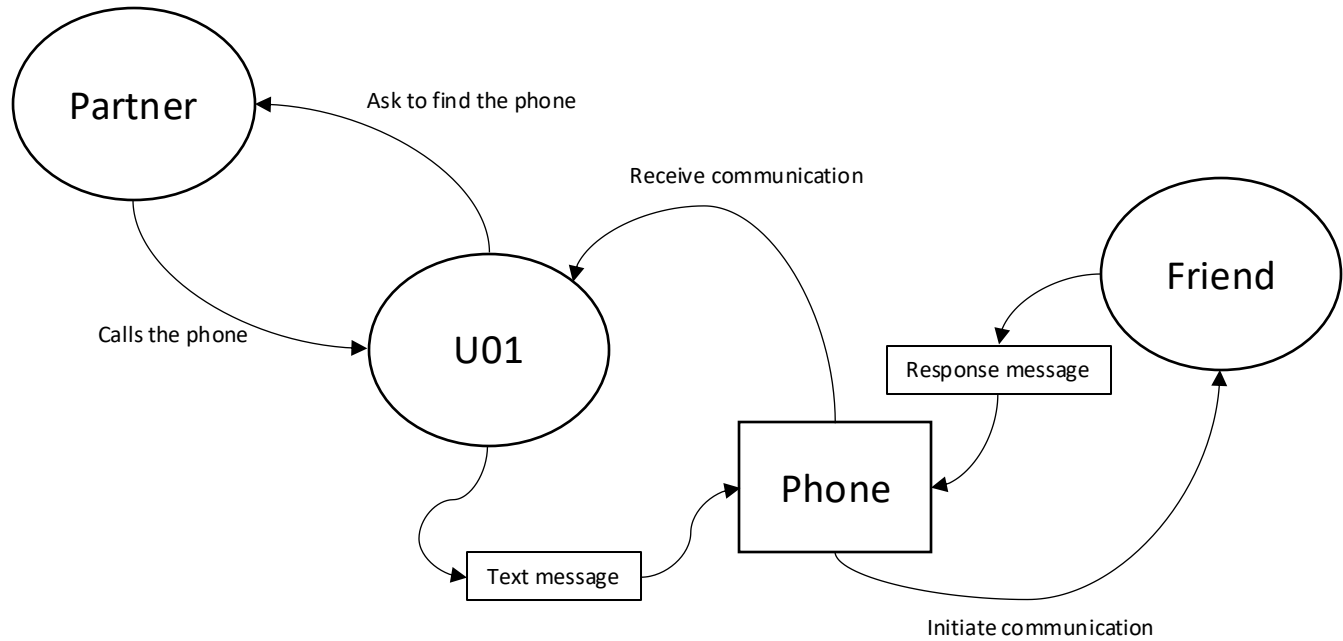 Partner
Ask to find the phone
Receive communication
Friend
Calls the phone
U01
Response message
Phone
Text message
Initiate communication